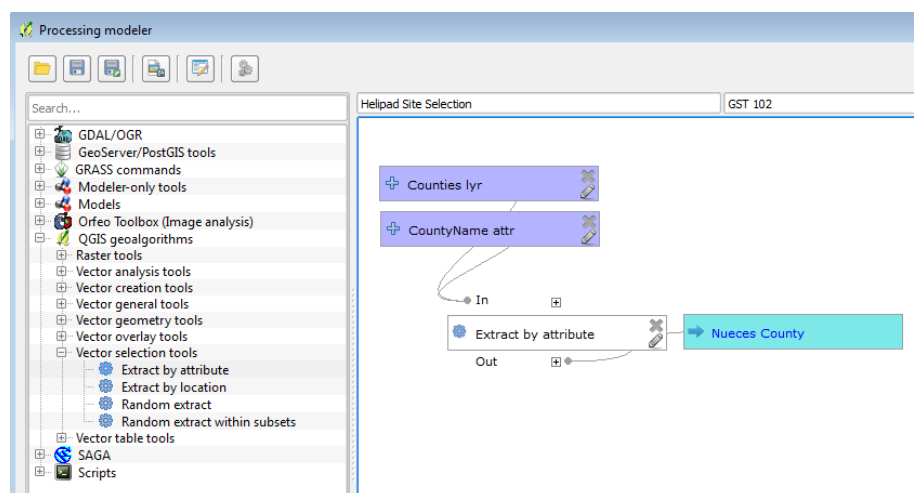 Processing modeler
Search...
Helipad Site Selection
GST 102
GDAL/OGR
GeoServer/PostGIS tools
GRASS commands
Modeler-only tools
Models
Orfeo Toolbox (Image analysis)
QGIS geoalgorithms
Raster tools
Vector analysis tools
Vector creation tools
Vector general tools
Vector geometry tools
Vector overlay tools
Vector selection tools
Extract by attribute
Extract by location
Random extract
Random extract within subsets
Vector table tools
SAGA
Scripts
Counties lyr
CountyName attr
In
Extract by attribute
Nueces County
Out